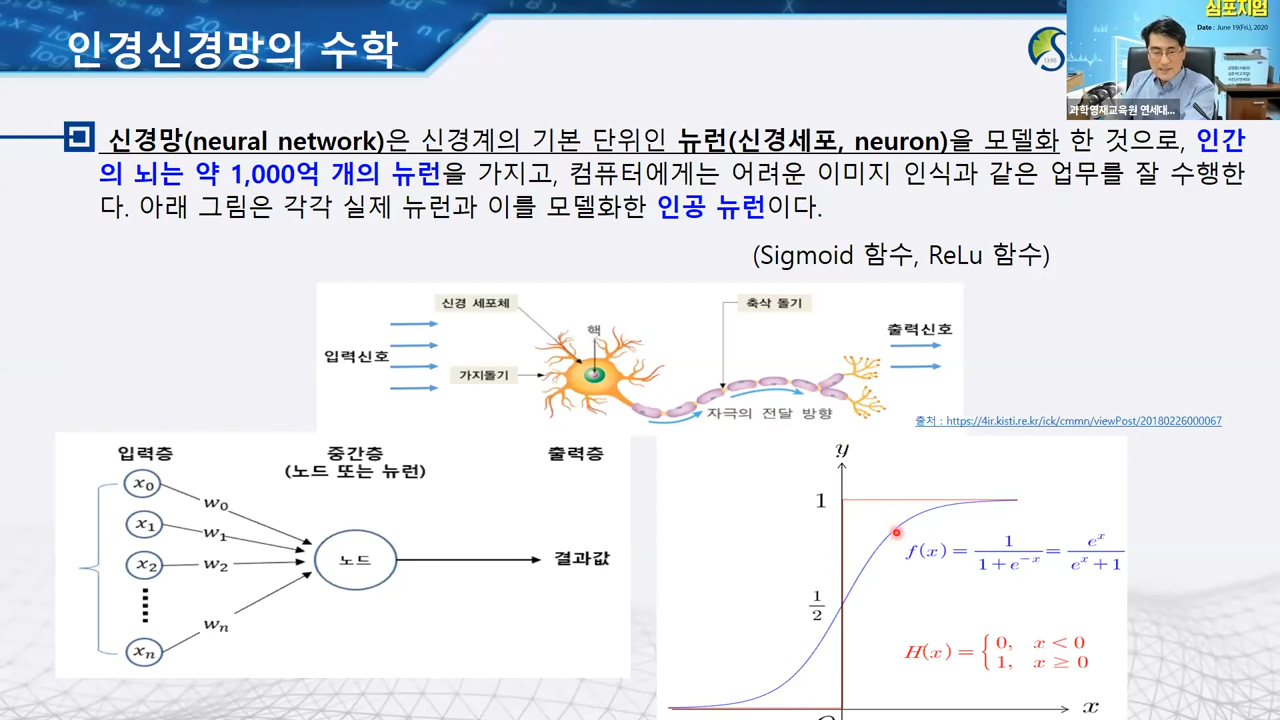 인경신경망의 수학
심포지엄
Date : June 19(Fri.), 2020
과학영재교육원 연세대...
신경망(neural network)은 신경계의 기본 단위인 뉴런(신경세포, neuron)을 모델화 한 것으로, 인간
의 뇌는 약 1,000억 개의 뉴런을 가지고, 컴퓨터에게는 어려운 이미지 인식과 같은 업무를 잘 수행한
다. 아래 그림은 각각 실제 뉴런과 이를 모델화한 인공 뉴런이다.
(Sigmoid 함수, ReLu 함수)
신경 세포체
축삭 돌기
핵
출력신호
입력신호
가지돌기
자극의 전달 방향
출처 : https://4ir.kisti.re.kr/ick/cmmn/viewPost/20180226000067
입력층 중간층 출력층
(노드 또는 뉴런)
x₀ w₀
x₁ w₁
x₂ w₂ 노드 결과값
xₙ wₙ
y
1
f(x) = 1/(1+e⁻ˣ) = eˣ/(eˣ+1)
1/2
H(x) = { 0, x < 0
1, x ≥ 0
x